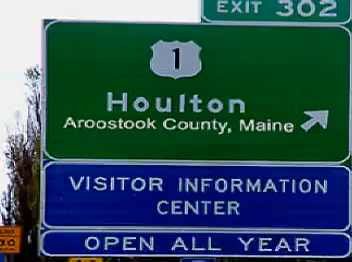 EXIT 302
1
Houlton
Aroostook County, Maine
VISITOR INFORMATION
CENTER
OPEN ALL YEAR